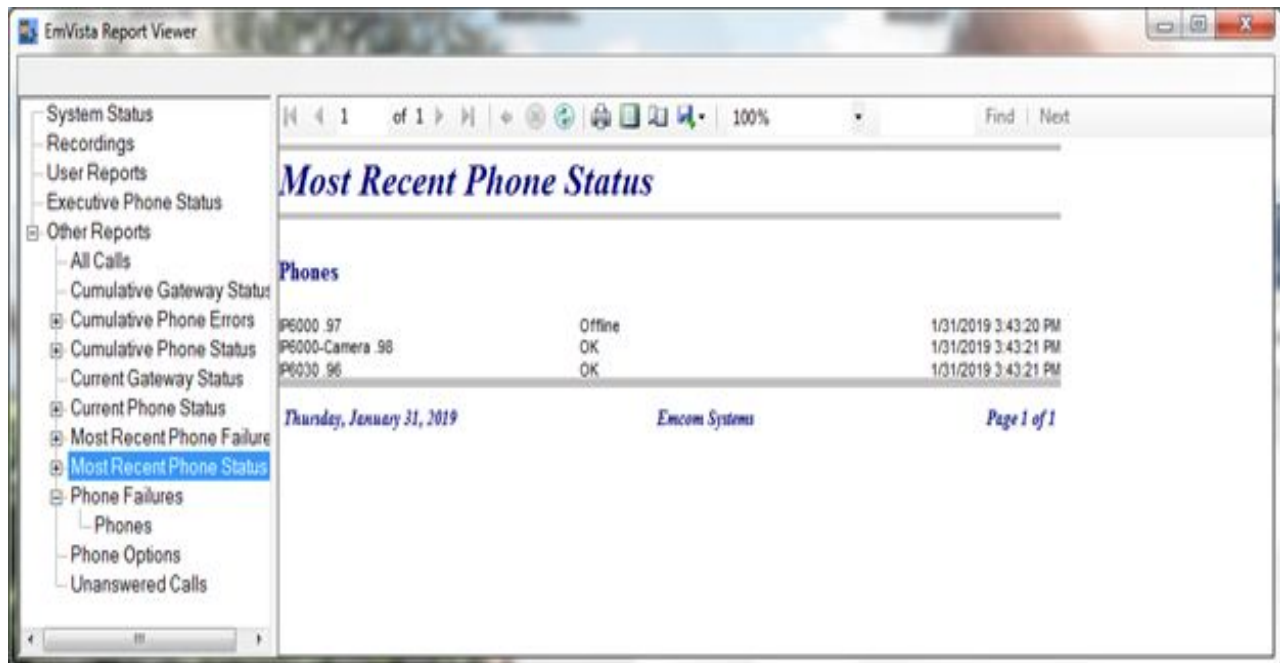 EmVista Report Viewer
System Status
Recordings
User Reports
Executive Phone Status
Other Reports
All Calls
Cumulative Gateway Status
Cumulative Phone Errors
Cumulative Phone Status
Current Gateway Status
Current Phone Status
Most Recent Phone Failure
Most Recent Phone Status
Phone Failures
Phones
Phone Options
Unanswered Calls
1 of 1 100% Find | Next
Most Recent Phone Status
Phones
IP6000 .97 Offline 1/31/2019 3:43:20 PM
IP6000-Camera .98 OK 1/31/2019 3:43:21 PM
IP6030 .96 OK 1/31/2019 3:43:21 PM
Thursday, January 31, 2019 Emcom Systems Page 1 of 1